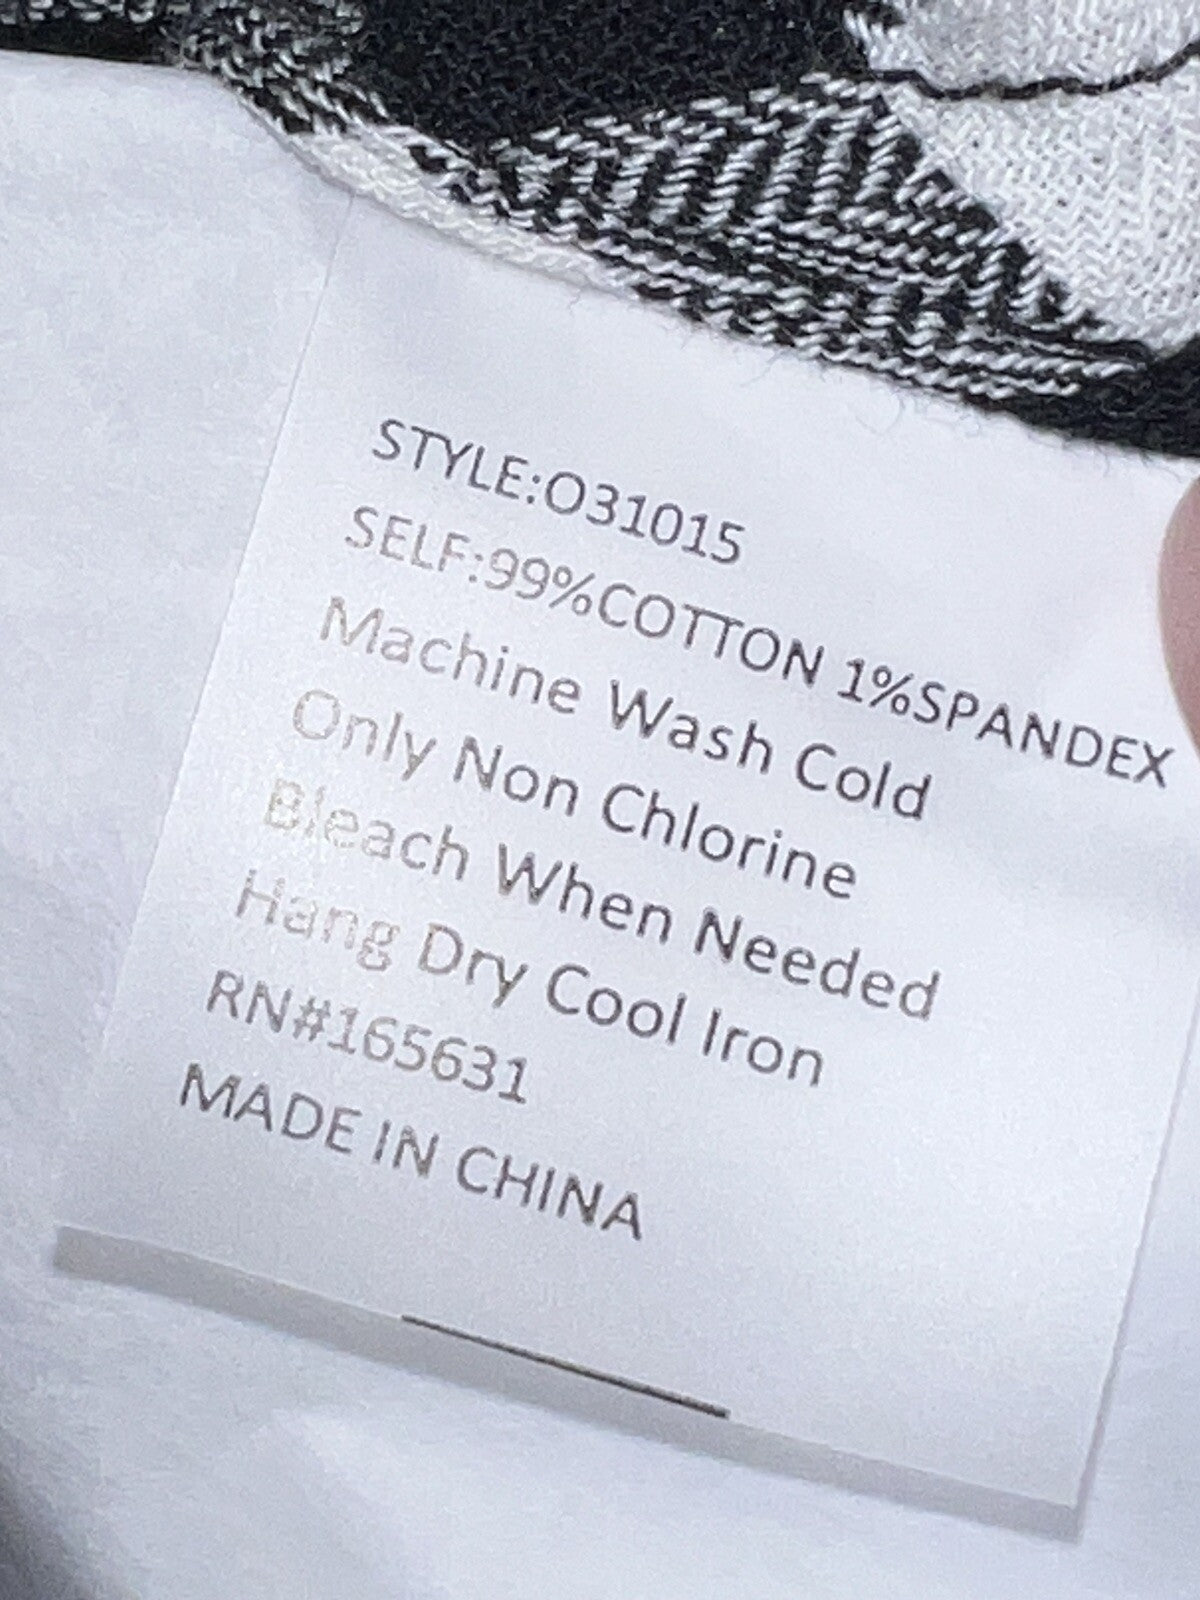 STYLE:O31015
SELF:99%COTTON 1%SPANDEX
Machine Wash Cold
Only Non Chlorine
Bleach When Needed
Hang Dry Cool Iron
RN#165631
MADE IN CHINA